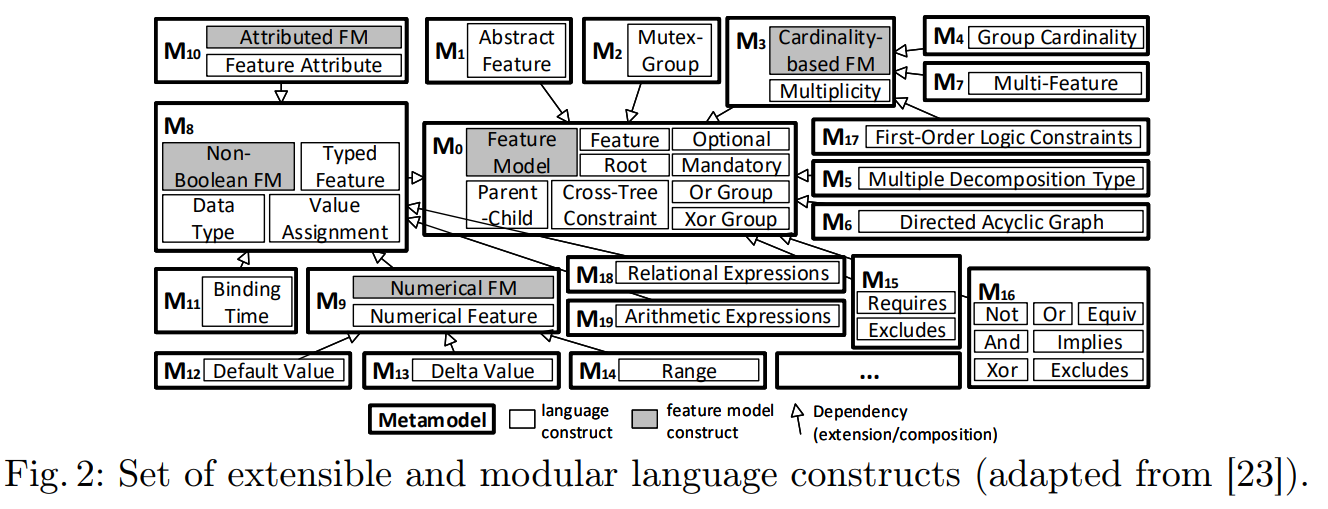 M10
Attributed FM
Feature Attribute
M1
Abstract
Feature
M2
Mutex-
Group
M3
Cardinality-
based FM
Multiplicity
M4 Group Cardinality
M7 Multi-Feature
M8
Non-
Boolean FM
Typed
Feature
Data
Type
Value
Assignment
M0
Feature
Model
Feature
Root
Optional
Mandatory
Parent
-Child
Cross-Tree
Constraint
Or Group
Xor Group
M17 First-Order Logic Constraints
M5 Multiple Decomposition Type
M6 Directed Acyclic Graph
M11
Binding
Time
M9
Numerical FM
Numerical Feature
M18 Relational Expressions
M19 Arithmetic Expressions
M15
Requires
Excludes
M16
Not Or Equiv
And Implies
Xor Excludes
M12 Default Value
M13 Delta Value
M14 Range
...
Metamodel
language
construct
feature model
construct
Dependency
(extension/composition)
Fig. 2: Set of extensible and modular language constructs (adapted from [23]).